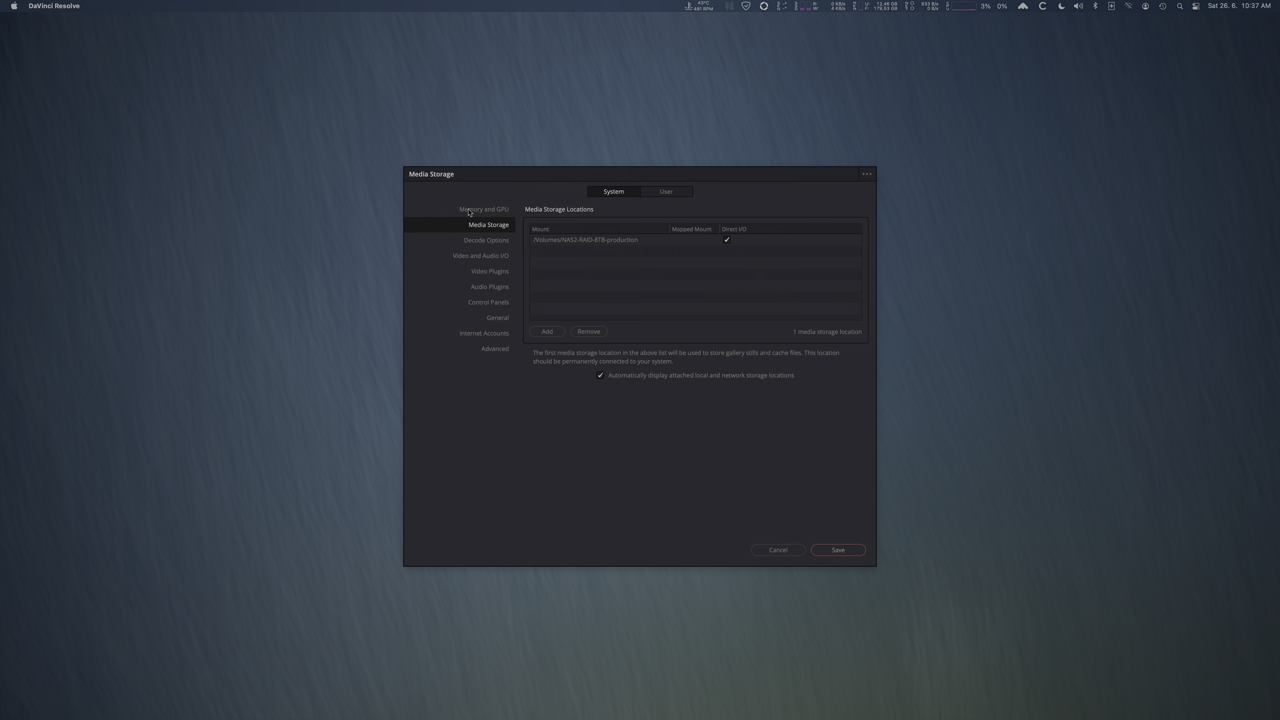 DaVinci Resolve
3% 0% Sat 26. 6. 10:37 AM
Media Storage
System User
Memory and GPU
Media Storage
Decode Options
Video and Audio I/O
Video Plugins
Audio Plugins
Control Panels
General
Internet Accounts
Advanced
Media Storage Locations
Mount Mapped Mount Direct I/O
/Volumes/NAS2-RAID-8TB-production
Add Remove 1 media storage location
The first media storage location in the above list will be used to store gallery stills and cache files. This location
should be permanently connected to your system.
Automatically display attached local and network storage locations
Cancel Save